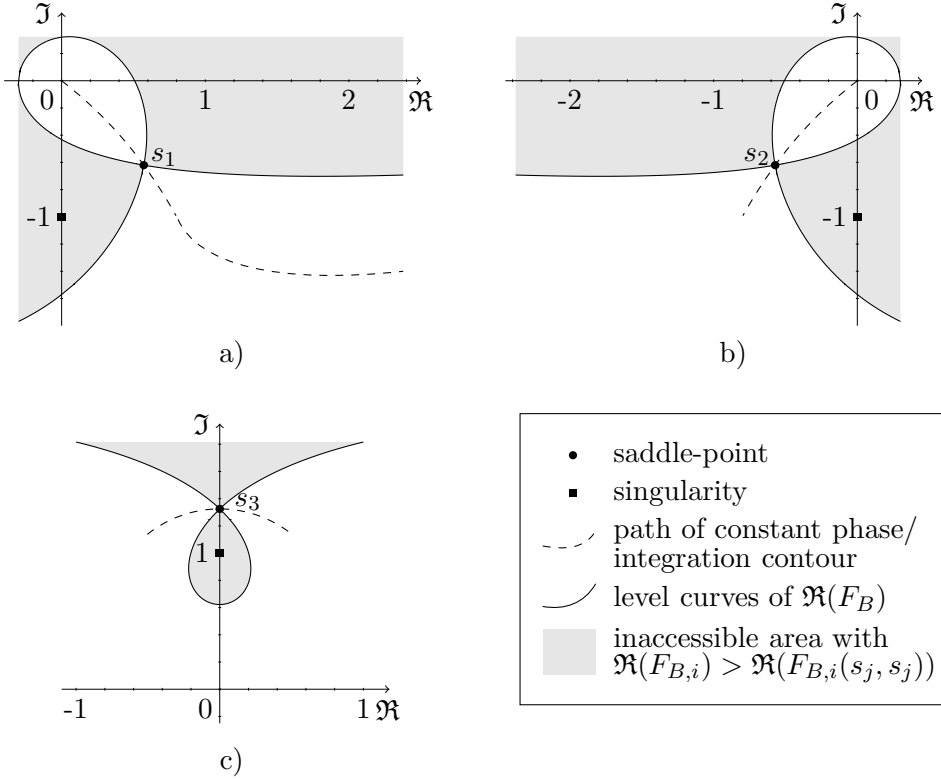 ℑ
0
1
2
ℜ
s₁
-1
a)
ℑ
-2
-1
0
ℜ
s₂
-1
b)
ℑ
s₃
1
-1
0
1
ℜ
c)
saddle-point
singularity
path of constant phase/
integration contour
level curves of ℜ(F_B)
inaccessible area with
ℜ(F_{B,i}) > ℜ(F_{B,i}(s_j, s_j))